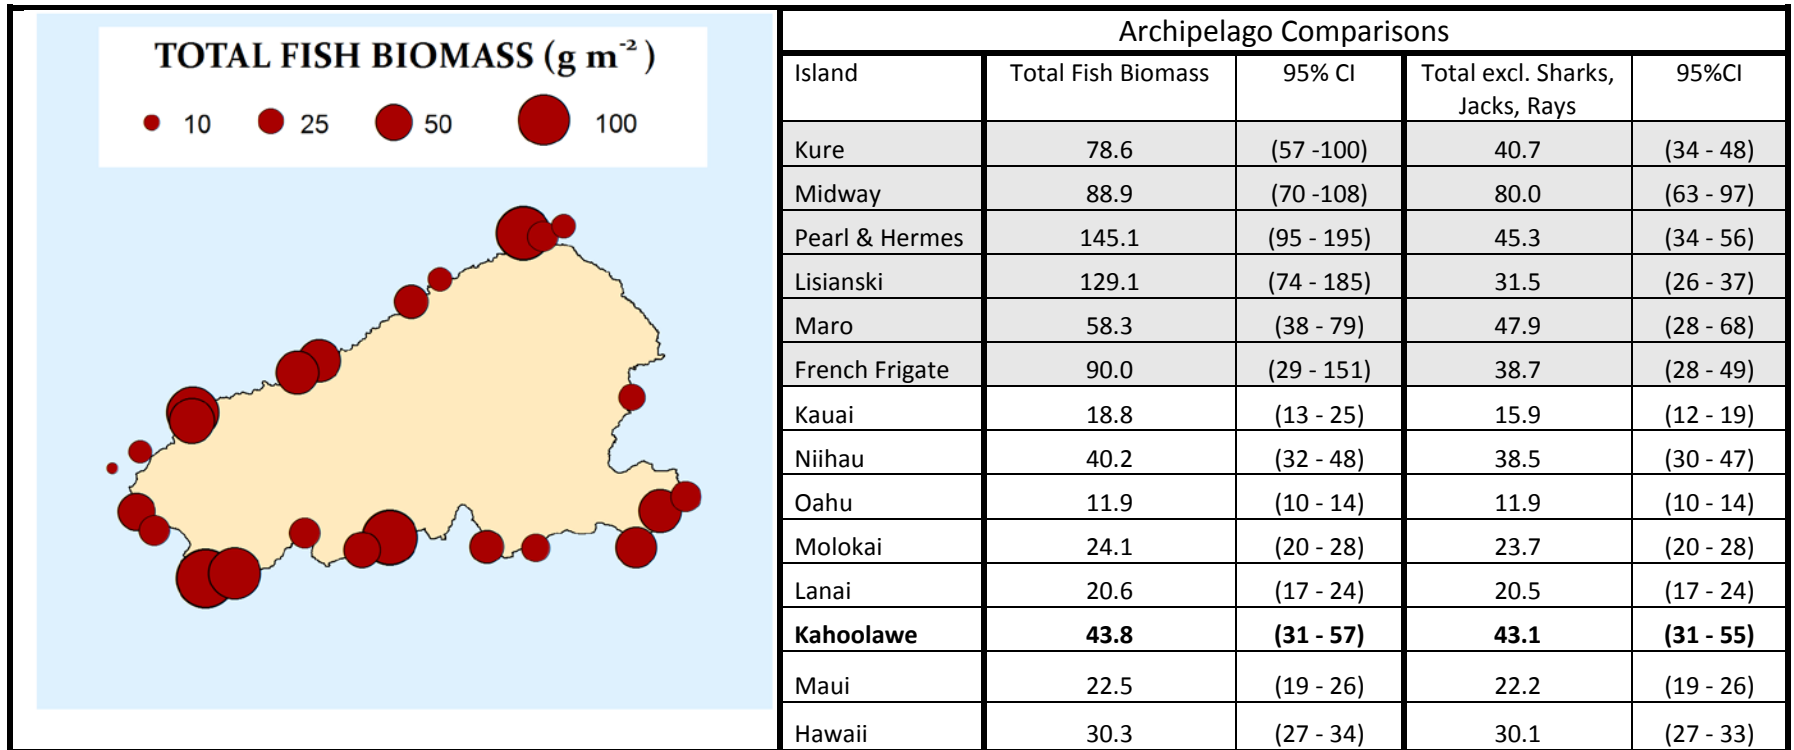 TOTAL FISH BIOMASS (g m⁻²)
10 25 50 100
Archipelago Comparisons
Island Total Fish Biomass 95% CI Total excl. Sharks, 95%CI
Jacks, Rays
Kure 78.6 (57 -100) 40.7 (34 - 48)
Midway 88.9 (70 -108) 80.0 (63 - 97)
Pearl & Hermes 145.1 (95 - 195) 45.3 (34 - 56)
Lisianski 129.1 (74 - 185) 31.5 (26 - 37)
Maro 58.3 (38 - 79) 47.9 (28 - 68)
French Frigate 90.0 (29 - 151) 38.7 (28 - 49)
Kauai 18.8 (13 - 25) 15.9 (12 - 19)
Niihau 40.2 (32 - 48) 38.5 (30 - 47)
Oahu 11.9 (10 - 14) 11.9 (10 - 14)
Molokai 24.1 (20 - 28) 23.7 (20 - 28)
Lanai 20.6 (17 - 24) 20.5 (17 - 24)
Kahoolawe 43.8 (31 - 57) 43.1 (31 - 55)
Maui 22.5 (19 - 26) 22.2 (19 - 26)
Hawaii 30.3 (27 - 34) 30.1 (27 - 33)